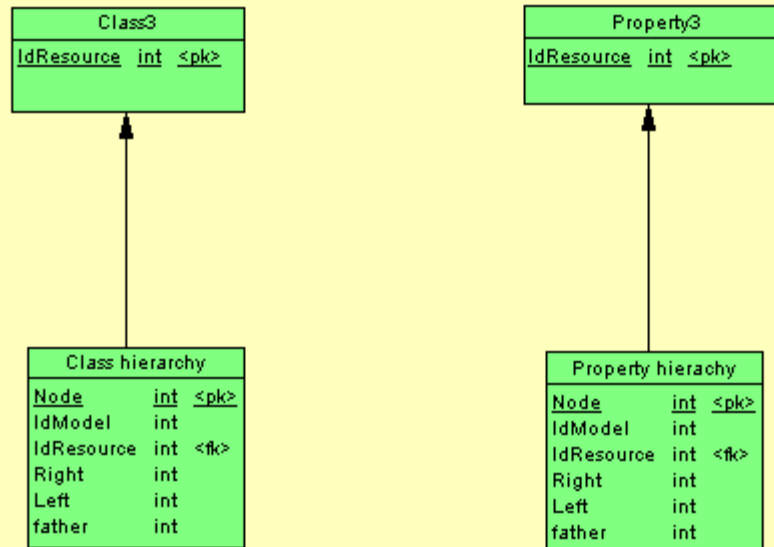 Class3
IdResource int <pk>
Property3
IdResource int <pk>
Class hierarchy
Node int <pk>
IdModel int
IdResource int <fk>
Right int
Left int
father int
Property hierachy
Node int <pk>
IdModel int
IdResource int <fk>
Right int
Left int
father int